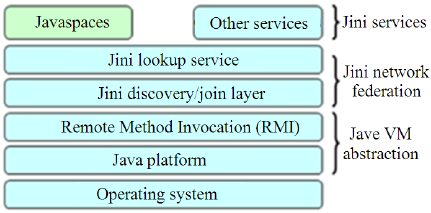 Javaspaces
Other services
Jini services
Jini lookup service
Jini discovery/join layer
Jini network
federation
Remote Method Invocation (RMI)
Java platform
Jave VM
abstraction
Operating system